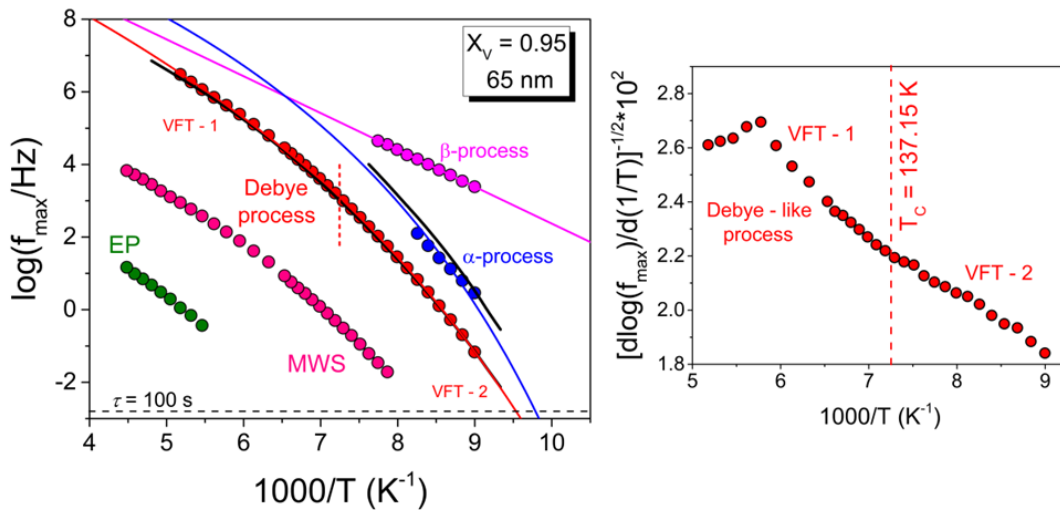 8
6
4
2
0
-2
log(f_max/Hz)
X_V = 0.95
65 nm
VFT - 1
β-process
Debye
process
α-process
EP
MWS
VFT - 2
τ = 100 s
4 5 6 7 8 9 10
1000/T (K⁻¹)
2.8
2.6
2.4
2.2
2.0
1.8
[dlog(f_max)/d(1/T)]^-1/2*10^2
VFT - 1
Debye - like
process
T_C = 137.15 K
VFT - 2
5 6 7 8 9
1000/T (K⁻¹)